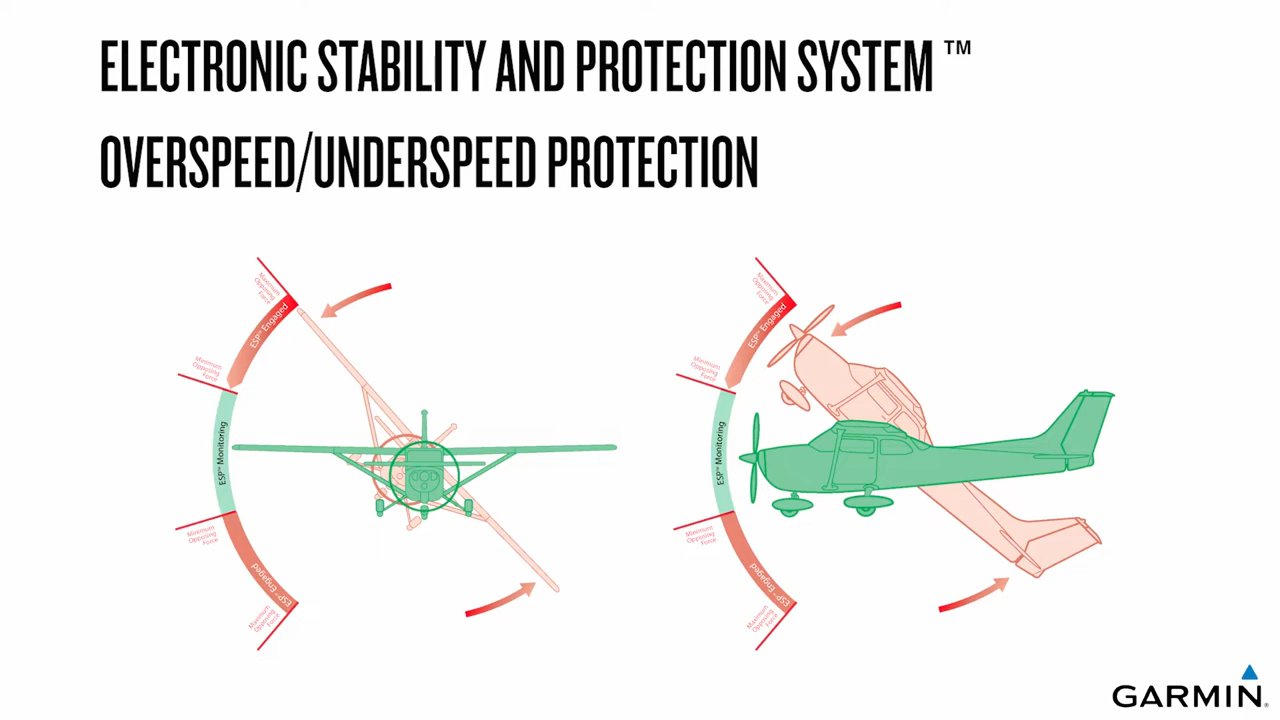 ELECTRONIC STABILITY AND PROTECTION SYSTEM ™
OVERSPEED/UNDERSPEED PROTECTION
Maximum
Opposing
Force
ESP™ Engaged
Minimum
Opposing
Force
ESP™ Monitoring
Minimum
Opposing
Force
ESP™ Engaged
Maximum
Opposing
Force
Maximum
Opposing
Force
ESP™ Engaged
Minimum
Opposing
Force
ESP™ Monitoring
Minimum
Opposing
Force
ESP™ Engaged
Maximum
Opposing
Force
GARMIN®